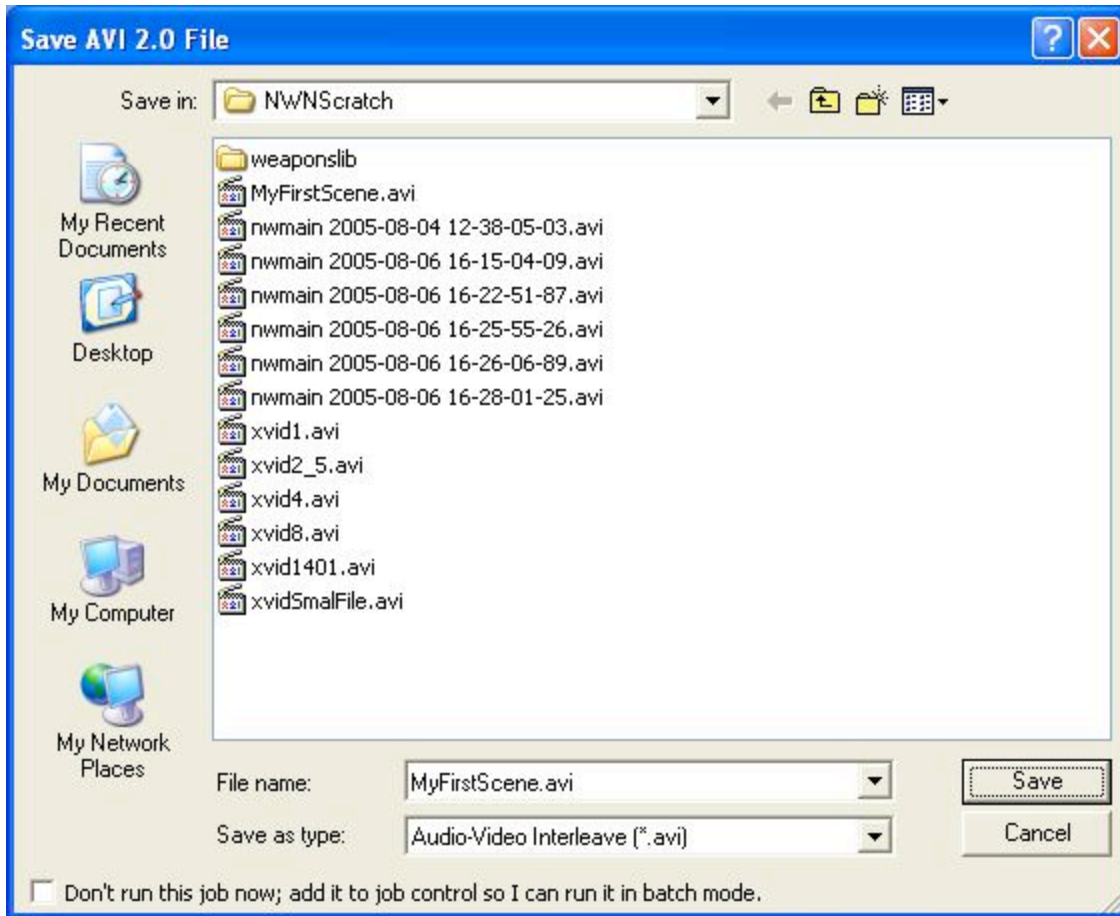 Save AVI 2.0 File
Save in:
NWNScratch
My Recent
Documents
Desktop
My Documents
My Computer
My Network
Places
weaponslib
MyFirstScene.avi
nwmain 2005-08-04 12-38-05-03.avi
nwmain 2005-08-06 16-15-04-09.avi
nwmain 2005-08-06 16-22-51-87.avi
nwmain 2005-08-06 16-25-55-26.avi
nwmain 2005-08-06 16-26-06-89.avi
nwmain 2005-08-06 16-28-01-25.avi
xvid1.avi
xvid2_5.avi
xvid4.avi
xvid8.avi
xvid1401.avi
xvidSmalFile.avi
File name:
MyFirstScene.avi
Save
Save as type:
Audio-Video Interleave (*.avi)
Cancel
Don't run this job now; add it to job control so I can run it in batch mode.